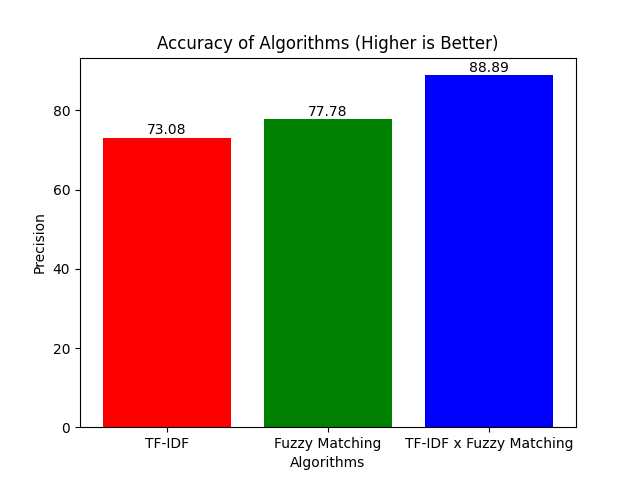 Accuracy of Algorithms (Higher is Better)
88.89
77.78
73.08
80
60
40
20
0
Precision
TF-IDF
Fuzzy Matching
TF-IDF x Fuzzy Matching
Algorithms